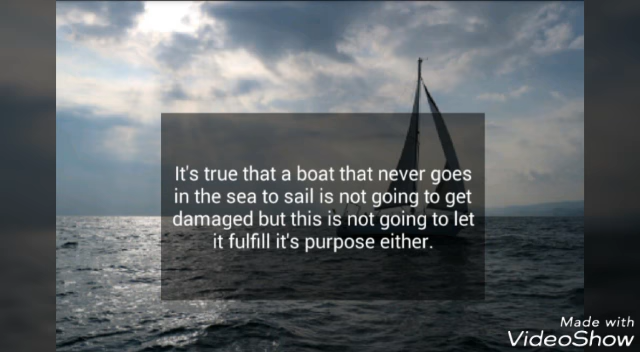 It's true that a boat that never goes
in the sea to sail is not going to get
damaged but this is not going to let
it fulfill it's purpose either.
Made with
VideoShow